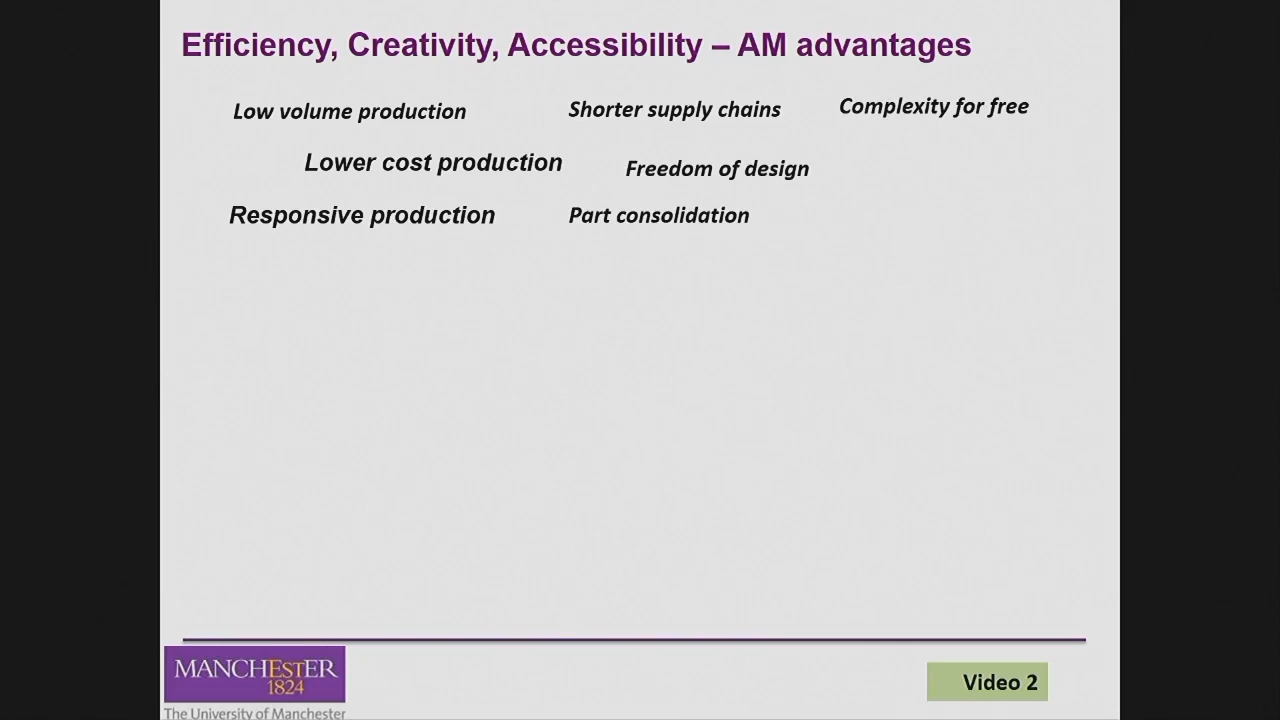 Efficiency, Creativity, Accessibility – AM advantages
Low volume production
Shorter supply chains
Complexity for free
Lower cost production
Freedom of design
Responsive production
Part consolidation
MANCHESTER
1824
The University of Manchester
Video 2